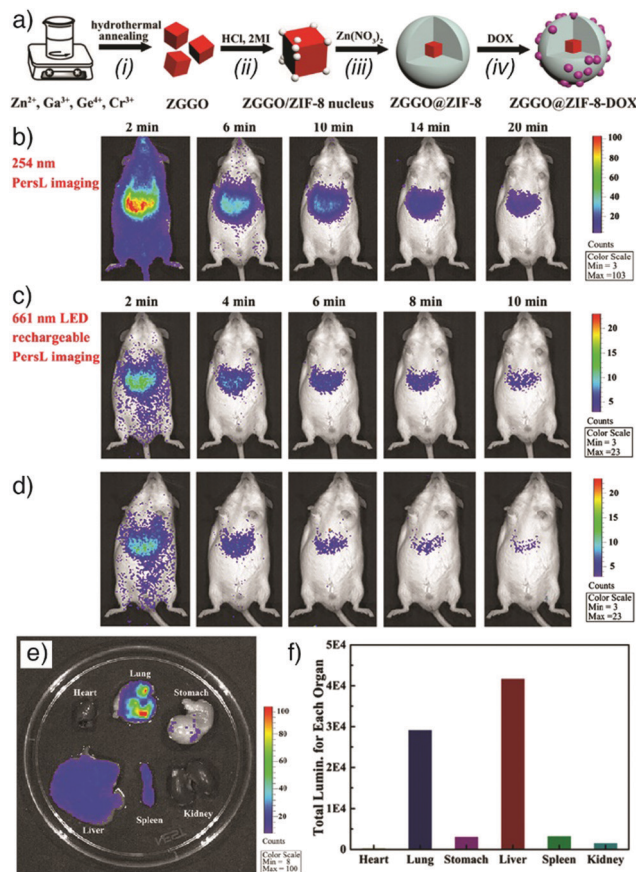 a)
hydrothermal
annealing
HCl, 2MI
Zn(NO₃)₂
DOX
(i)
(ii)
(iii)
(iv)
Zn²⁺, Ga³⁺, Ge⁴⁺, Cr³⁺
ZGGO
ZGGO/ZIF-8 nucleus
ZGGO@ZIF-8
ZGGO@ZIF-8-DOX
b)
2 min
6 min
10 min
14 min
20 min
254 nm
PersL imaging
100
80
60
40
20
Counts
Color Scale
Min = 3
Max =103
c)
2 min
4 min
6 min
8 min
10 min
661 nm LED
rechargeable
PersL imaging
20
15
10
5
Counts
Color Scale
Min = 3
Max =23
d)
20
15
10
5
Counts
Color Scale
Min = 3
Max =23
e)
Heart
Lung
Stomach
Liver
Spleen
Kidney
100
80
60
40
20
Counts
Color Scale
Min = 8
Max = 100
f)
Total Lumin. for Each Organ
5E4
4E4
3E4
2E4
1E4
0
Heart
Lung
Stomach
Liver
Spleen
Kidney